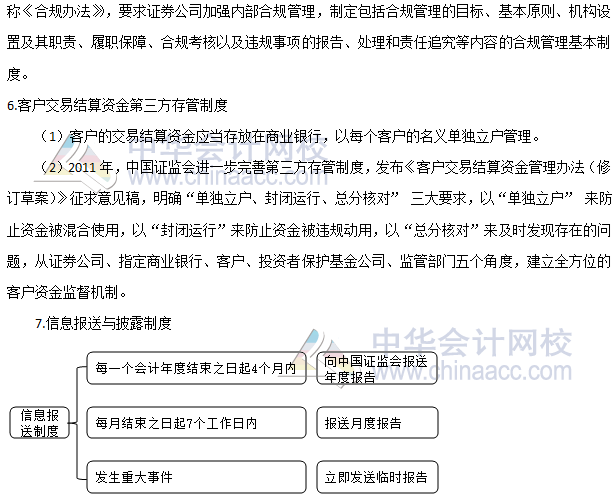 称《合规办法》，要求证券公司加强内部合规管理，制定包括合规管理的目标、基本原则、机构设
置及其职责、履职保障、合规考核以及违规事项的报告、处理和责任追究等内容的合规管理基本制
度。
6.客户交易结算资金第三方存管制度
（1）客户的交易结算资金应当存放在商业银行，以每个客户的名义单独立户管理。
（2）2011年，中国证监会进一步完善第三方存管制度，发布《客户交易结算资金管理办法（修
订草案）》征求意见稿，明确“单独立户、封闭运行、总分核对” 三大要求，以“单独立户” 来防
止资金被混合使用，以“封闭运行”来防止资金被违规动用，以“总分核对”来及时发现存在的问
题，从证券公司、指定商业银行、客户、投资者保护基金公司、监管部门五个角度，建立全方位的
客户资金监督机制。
中华会计网校
www.chinaacc.com
7.信息报送与披露制度
中华会计网校
www.chinaacc.com
信息报
送制度
每一个会计年度结束之日起4个月内
向中国证监会报送
年度报告
每月结束之日起7个工作日内
报送月度报告
发生重大事件
立即发送临时报告